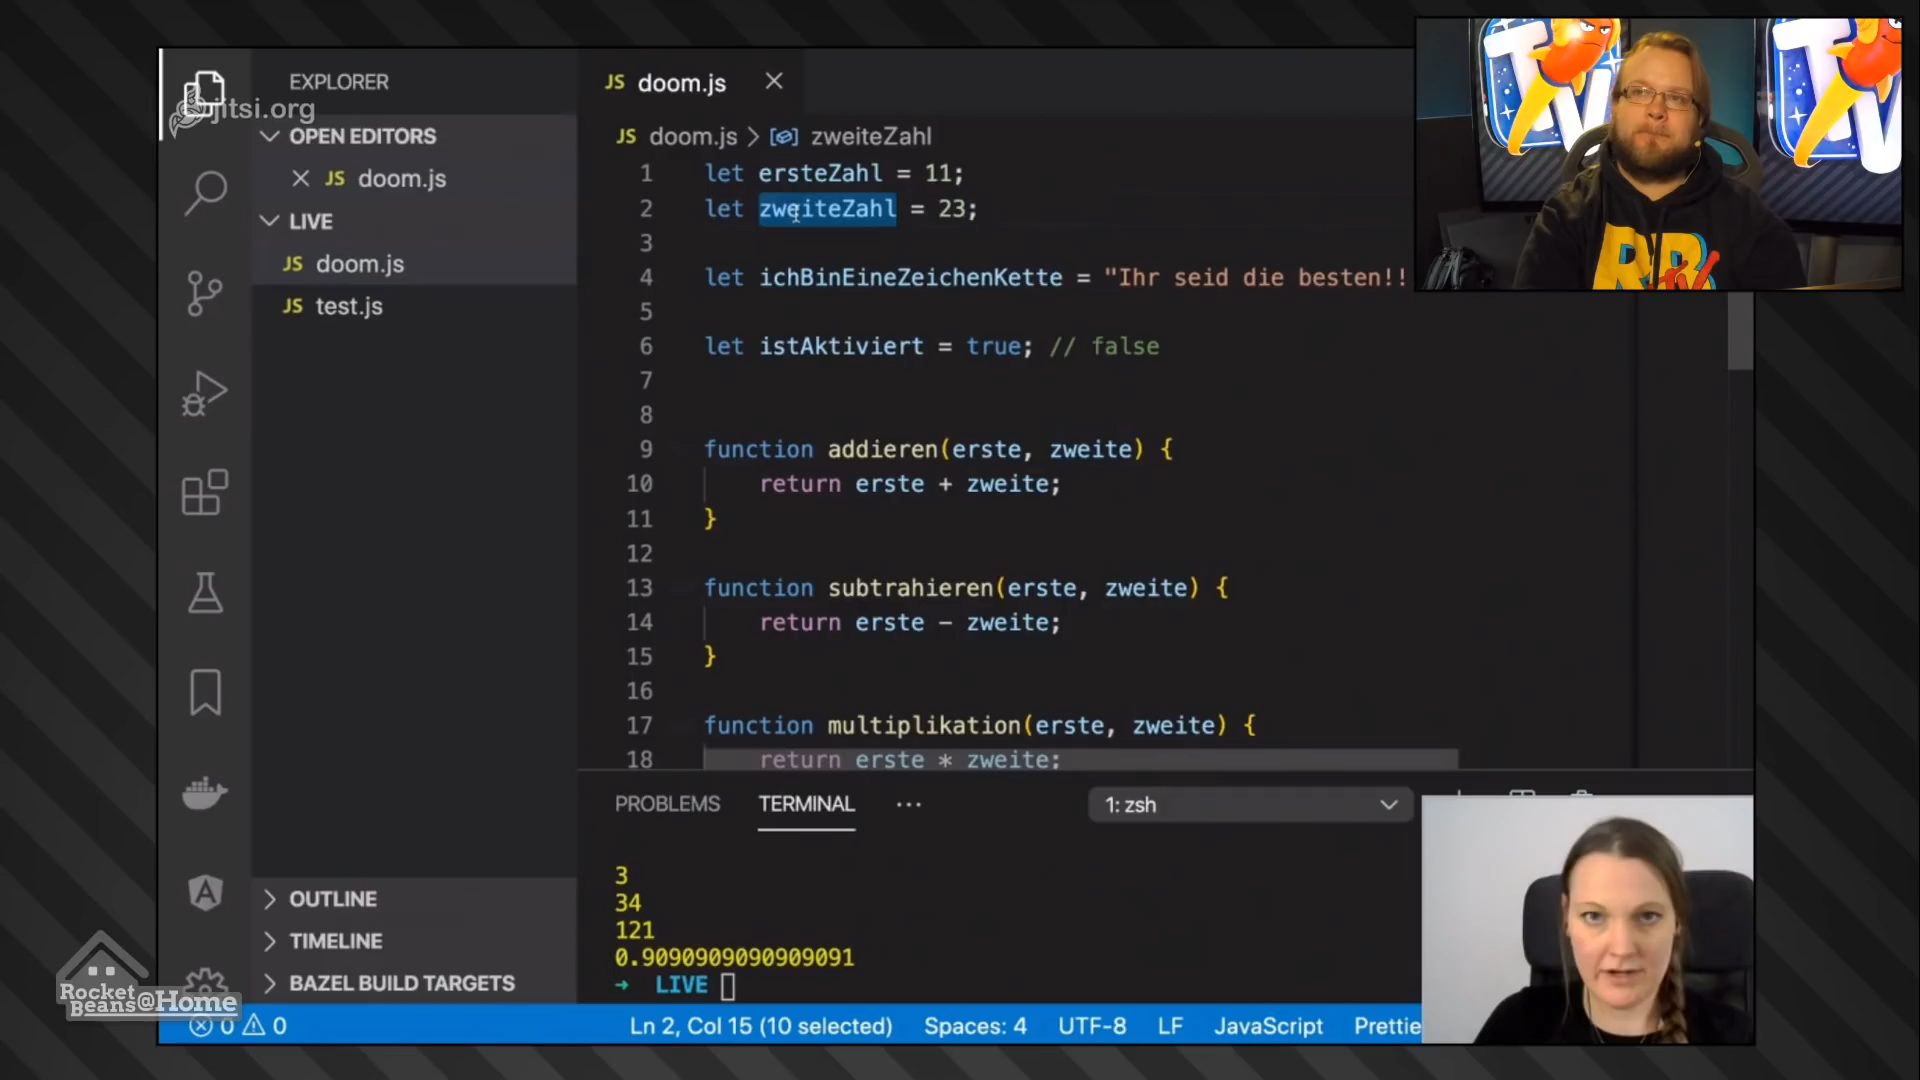 EXPLORER
jitsi.org
OPEN EDITORS
JS doom.js
LIVE
JS doom.js
JS test.js
OUTLINE
TIMELINE
BAZEL BUILD TARGETS
JS doom.js
JS doom.js > zweiteZahl
1 let ersteZahl = 11;
2 let zweiteZahl = 23;
3
4 let ichBinEineZeichenKette = "Ihr seid die besten!!
5
6 let istAktiviert = true; // false
7
8
9 function addieren(erste, zweite) {
10 return erste + zweite;
11 }
12
13 function subtrahieren(erste, zweite) {
14 return erste - zweite;
15 }
16
17 function multiplikation(erste, zweite) {
18 return erste * zweite;
PROBLEMS TERMINAL ··· 1: zsh
3
34
121
0.9090909090909091
→ LIVE
0 0 Ln 2, Col 15 (10 selected) Spaces: 4 UTF-8 LF JavaScript Prettie
Rocket
Beans@Home
TV
TV
RB
TV